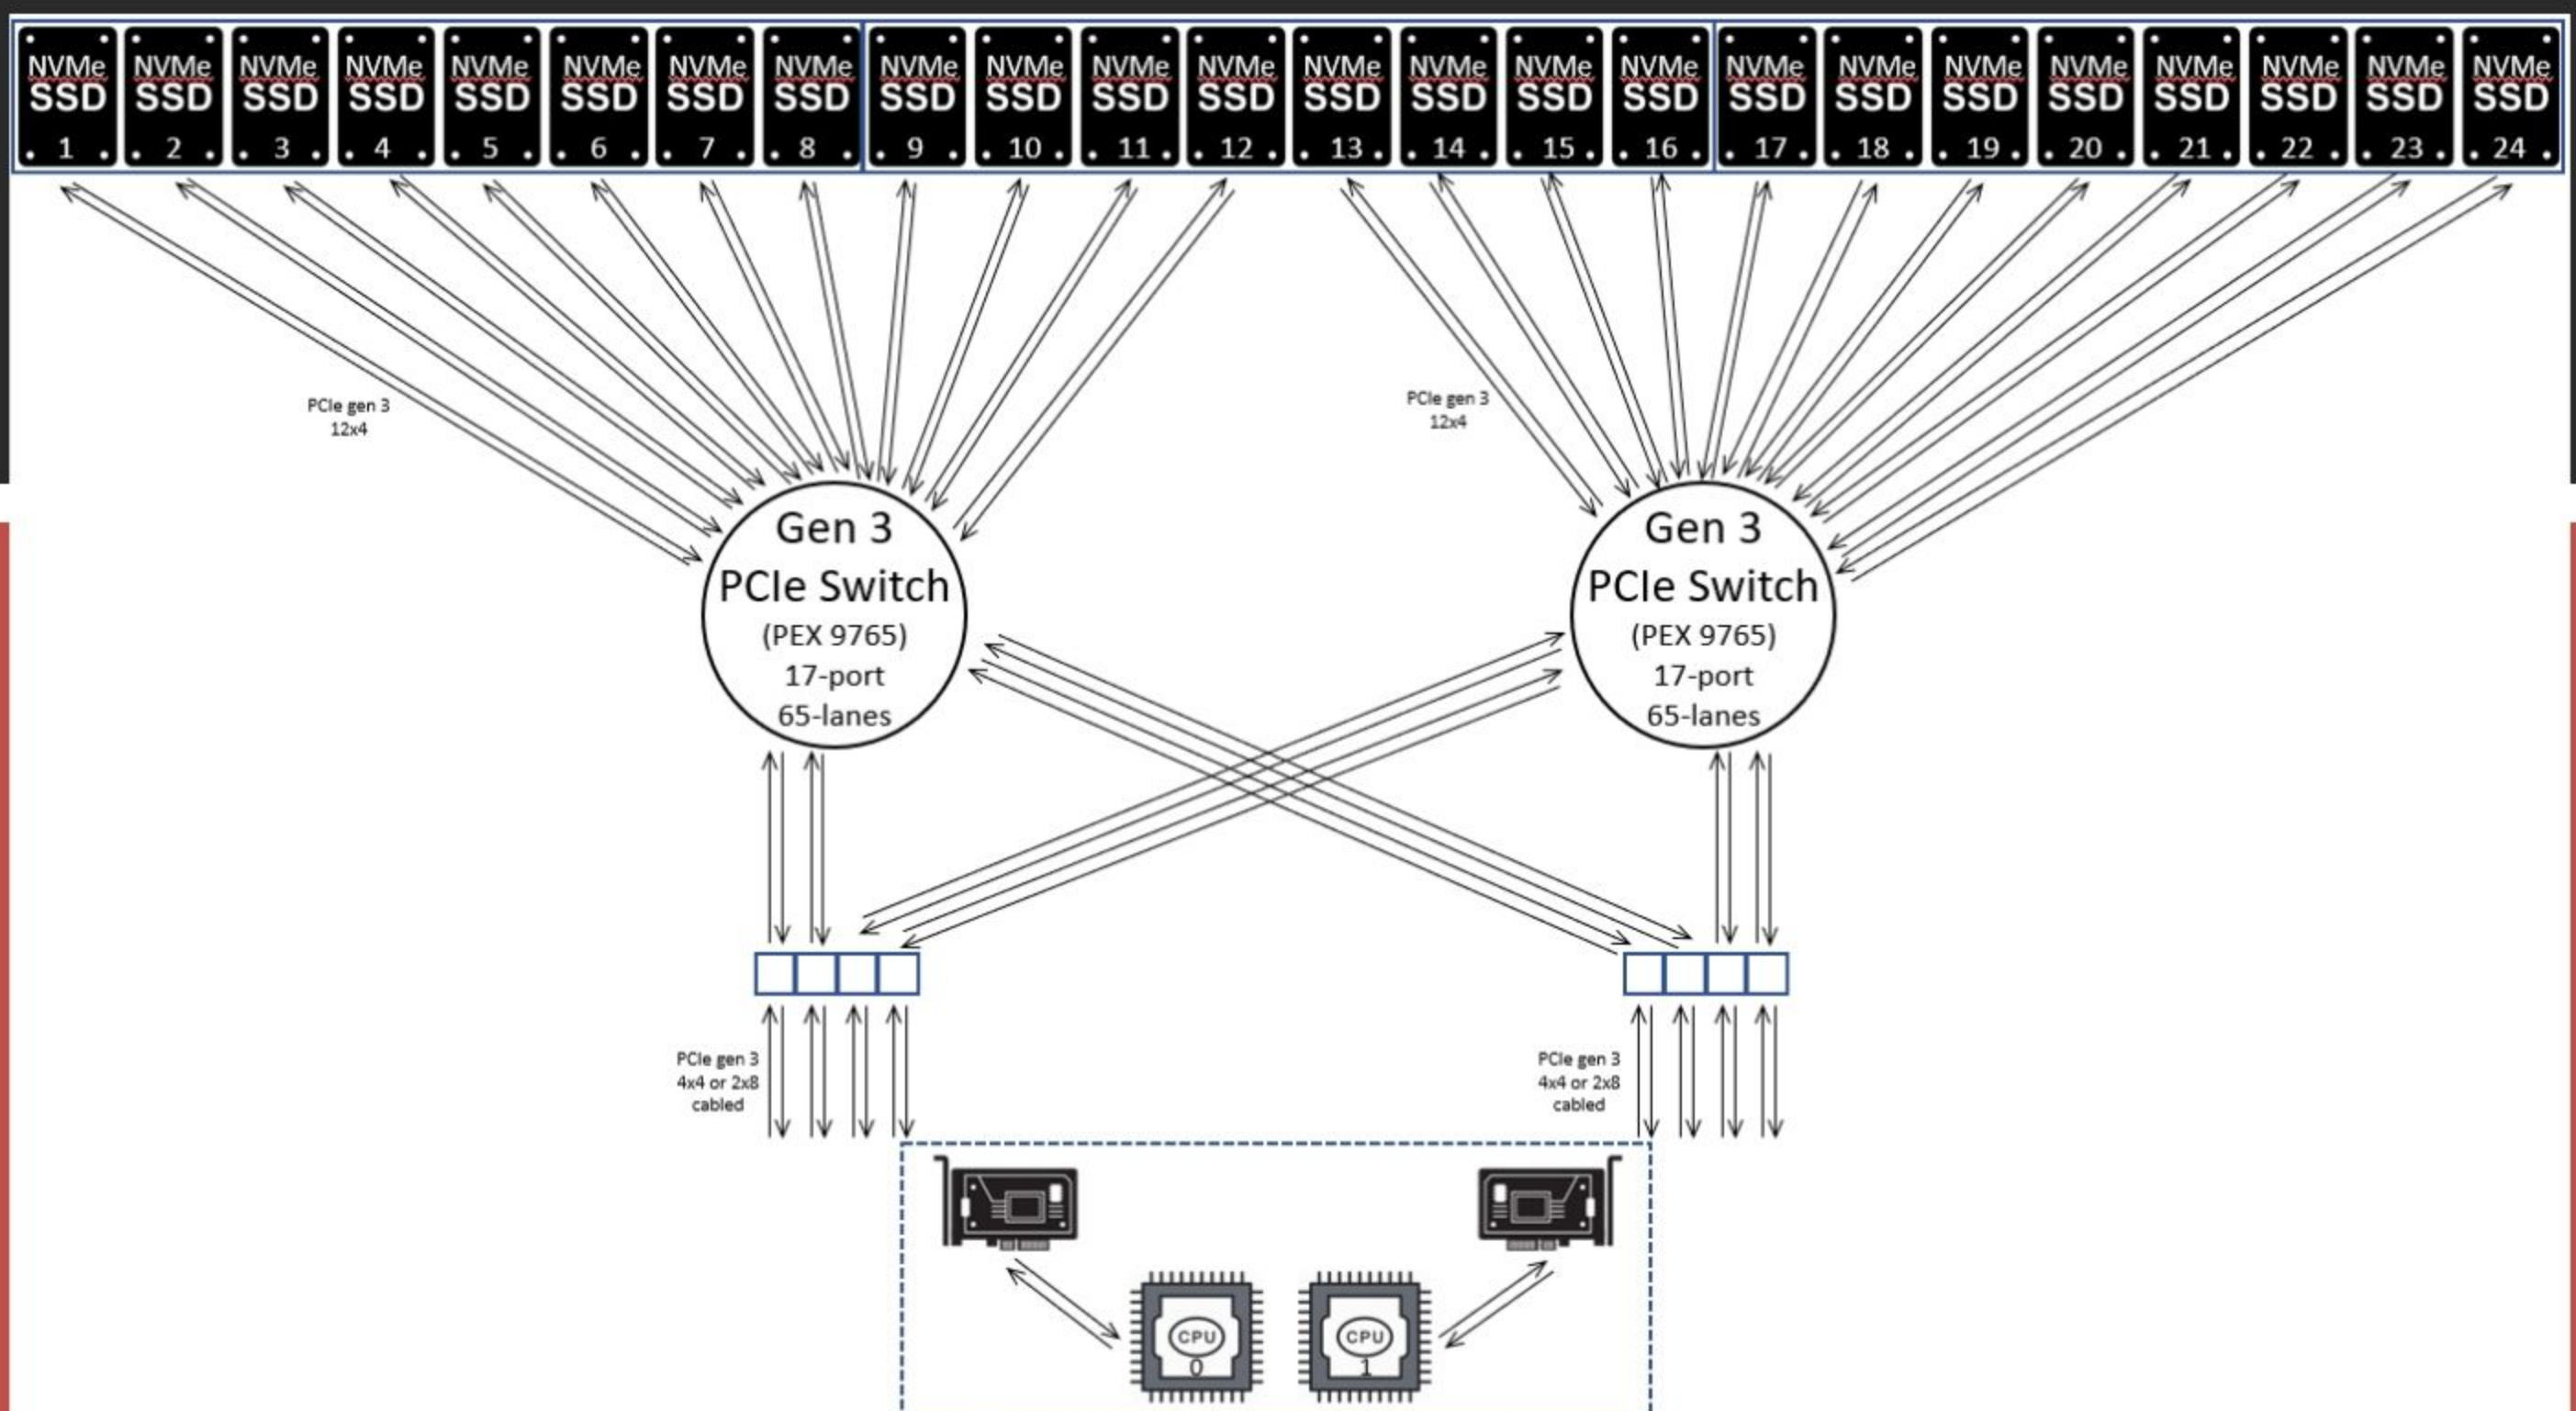 NVMe
SSD
1
NVMe
SSD
2
NVMe
SSD
3
NVMe
SSD
4
NVMe
SSD
5
NVMe
SSD
6
NVMe
SSD
7
NVMe
SSD
8
NVMe
SSD
9
NVMe
SSD
10
NVMe
SSD
11
NVMe
SSD
12
NVMe
SSD
13
NVMe
SSD
14
NVMe
SSD
15
NVMe
SSD
16
NVMe
SSD
17
NVMe
SSD
18
NVMe
SSD
19
NVMe
SSD
20
NVMe
SSD
21
NVMe
SSD
22
NVMe
SSD
23
NVMe
SSD
24
PCIe gen 3
12x4
PCIe gen 3
12x4
Gen 3
PCIe Switch
(PEX 9765)
17-port
65-lanes
Gen 3
PCIe Switch
(PEX 9765)
17-port
65-lanes
PCIe gen 3
4x4 or 2x8
cabled
PCIe gen 3
4x4 or 2x8
cabled
CPU
0
CPU
1